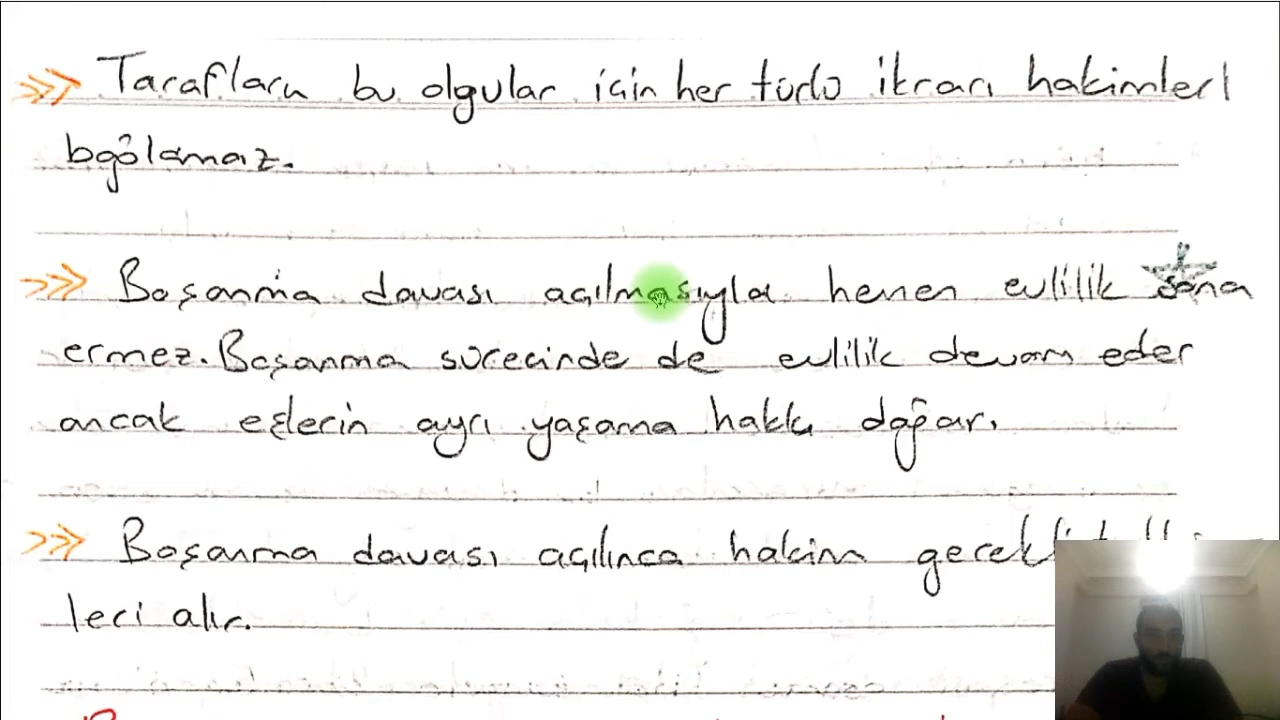 >>> Tarafların bu olgular için her türlü ikrarı hakimleri
bağlamaz.
>>> Boşanma davası açılmasıyla hemen evlilik sona
ermez. Boşanma sürecinde de evlilik devam eder
ancak eşlerin ayrı yaşama hakkı doğar.
>>> Boşanma davası açılınca hakim gerekli
leri alır.